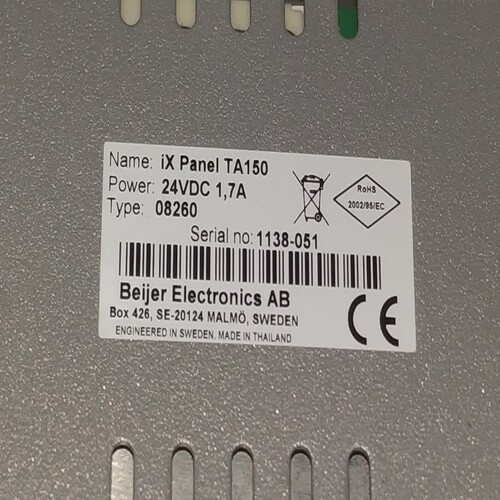 Name: iX Panel TA150
Power: 24VDC 1,7A
Type: 08260
RoHS
2002/95/EC
Serial no: 1138-051
Beijer Electronics AB
Box 426, SE-20124 MALMÖ, SWEDEN
ENGINEERED IN SWEDEN. MADE IN THAILAND
CE